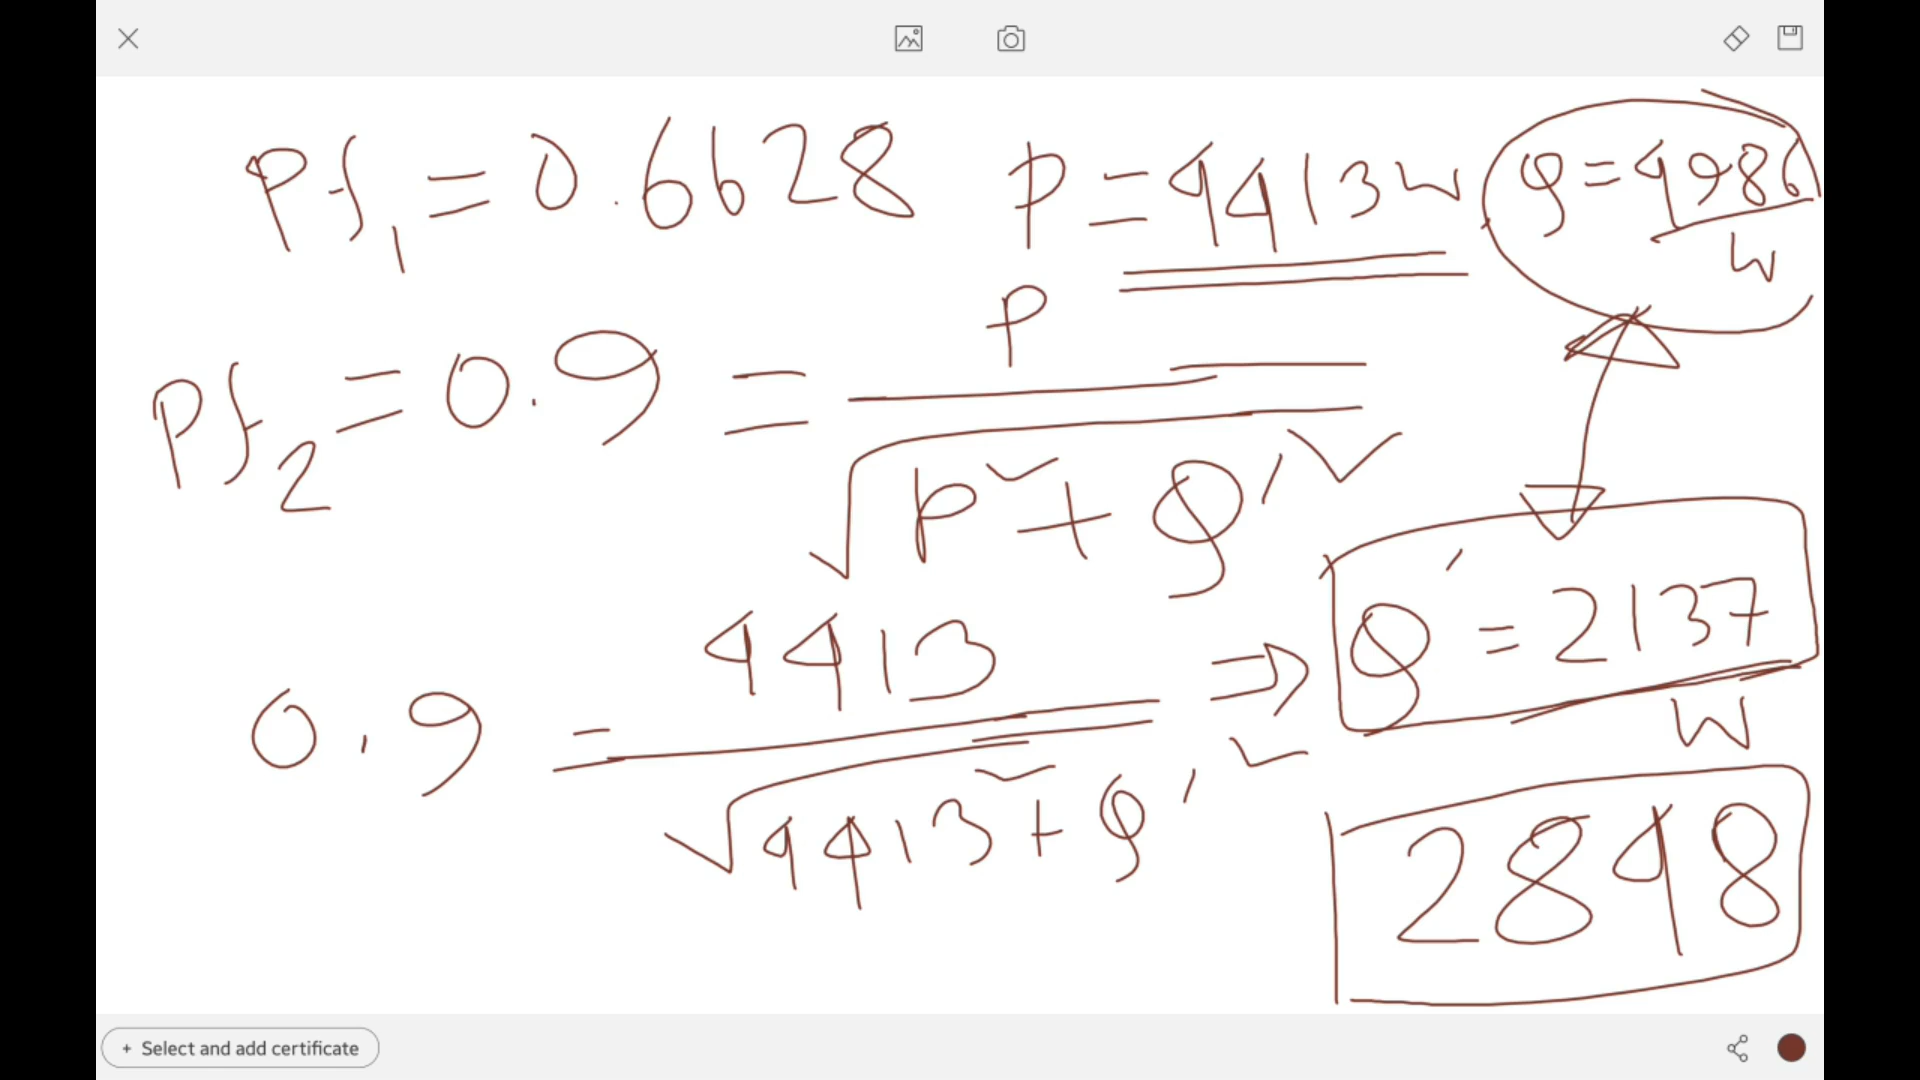 Pf₁ = 0.6628 P = 4413W Q = 4986 W
Pf₂ = 0.9 = P / √(P² + Q'²)
0.9 = 4413 / √(4413² + Q'²) ⇒ Q' = 2137 W
2848
+ Select and add certificate